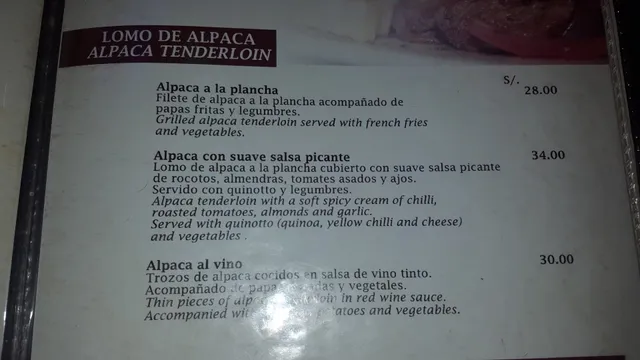 LOMO DE ALPACA
ALPACA TENDERLOIN
S/.
Alpaca a la plancha 28.00
Filete de alpaca a la plancha acompañado de
papas fritas y legumbres.
Grilled alpaca tenderloin served with french fries
and vegetables.
Alpaca con suave salsa picante 34.00
Lomo de alpaca a la plancha cubierto con suave salsa picante
de rocotos, almendras, tomates asados y ajos.
Servido con quinotto y legumbres.
Alpaca tenderloin with a soft spicy cream of chilli,
roasted tomatoes, almonds and garlic.
Served with quinotto (quinoa, yellow chilli and cheese)
and vegetables .
Alpaca al vino 30.00
Trozos de alpaca cocidos en salsa de vino tinto.
Acompañado de papas y vegetales.
Thin pieces of in red wine sauce.
Accompanied and vegetables.